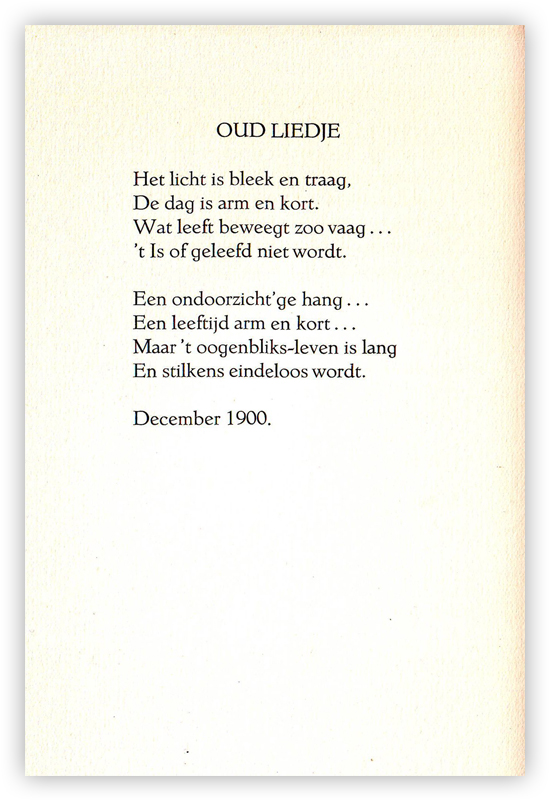 OUD LIEDJE
Het licht is bleek en traag,
De dag is arm en kort.
Wat leeft beweegt zoo vaag . . .
't Is of geleefd niet wordt.
Een ondoorzicht'ge hang . . .
Een leeftijd arm en kort . . .
Maar 't oogenbliks-leven is lang
En stilkens eindeloos wordt.
December 1900.